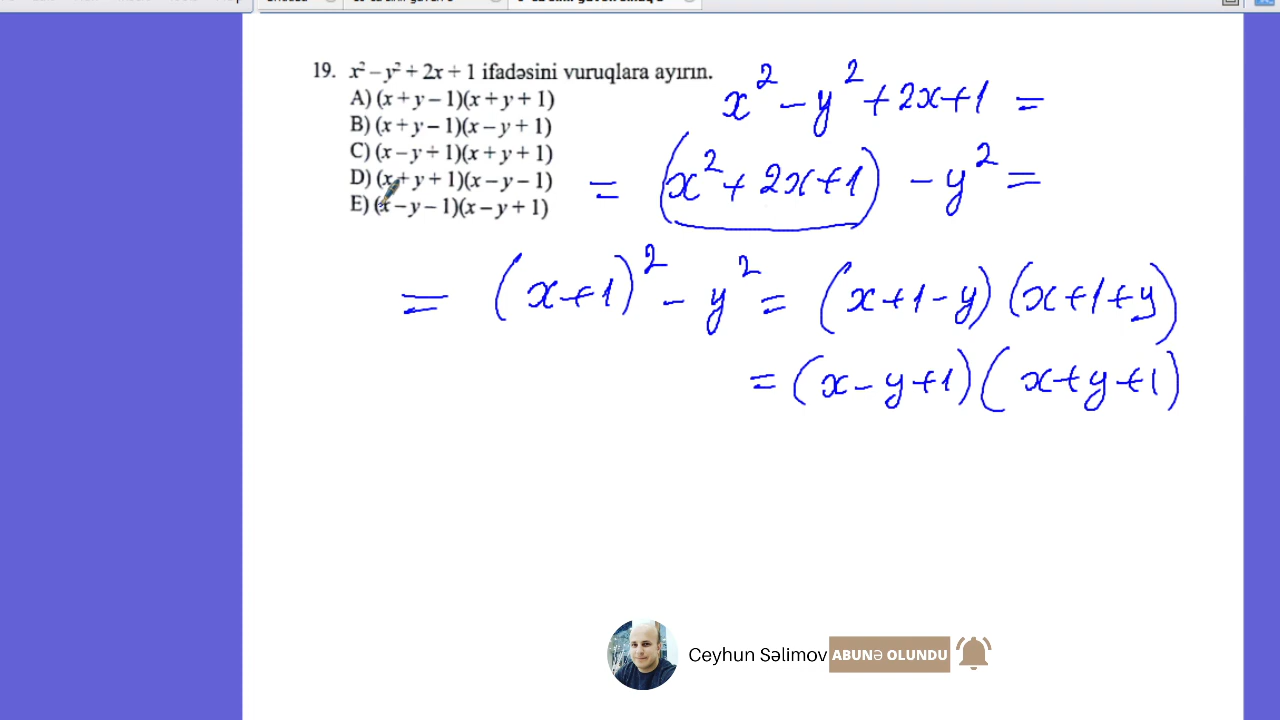 19. x² – y² + 2x + 1 ifadəsini vuruqlara ayırın.
A) (x + y – 1)(x + y + 1)
B) (x + y – 1)(x – y + 1)
C) (x – y + 1)(x + y + 1)
D) (x + y + 1)(x – y – 1)
E) (x – y – 1)(x – y + 1)
x² – y² + 2x + 1 =
= (x² + 2x + 1) – y² =
= (x + 1)² – y² = (x + 1 – y) (x + 1 + y)
= (x – y + 1) (x + y + 1)
Ceyhun Səlimov ABUNƏ OLUNDU